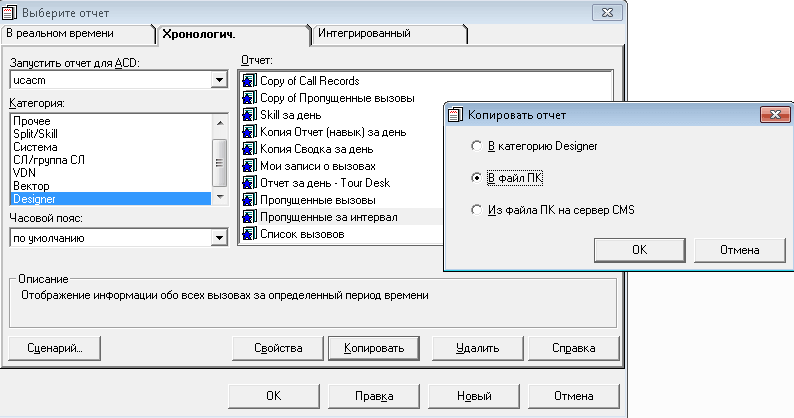 Выберите отчет
В реальном времени
Хронологич.
Интегрированный
Запустить отчет для ACD:
ucacm
Категория:
Прочее
Split/Skill
Система
СЛ/группа СЛ
VDN
Вектор
Designer
Часовой пояс:
по умолчанию
Отчет:
Copy of Call Records
Copy of Пропущенные вызовы
Skill за день
Копия Отчет (навык) за день
Копия Сводка за день
Мои записи о вызовах
Отчет за день - Tour Desk
Пропущенные вызовы
Пропущенные за интервал
Список вызовов
Копировать отчет
В категорию Designer
В файл ПК
Из файла ПК на сервер CMS
OK
Отмена
Описание
Отображение информации обо всех вызовах за определенный период времени
Сценарий...
Свойства
Копировать
Удалить
Справка
OK
Правка
Новый
Отмена